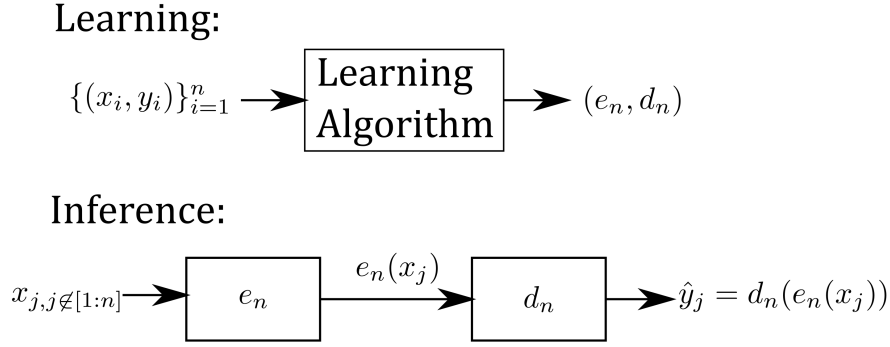 Learning:
{(x_i, y_i)}_{i=1}^n
Learning
Algorithm
(e_n, d_n)
Inference:
x_{j,j∉[1:n]}
e_n
e_n(x_j)
d_n
ŷ_j = d_n(e_n(x_j))